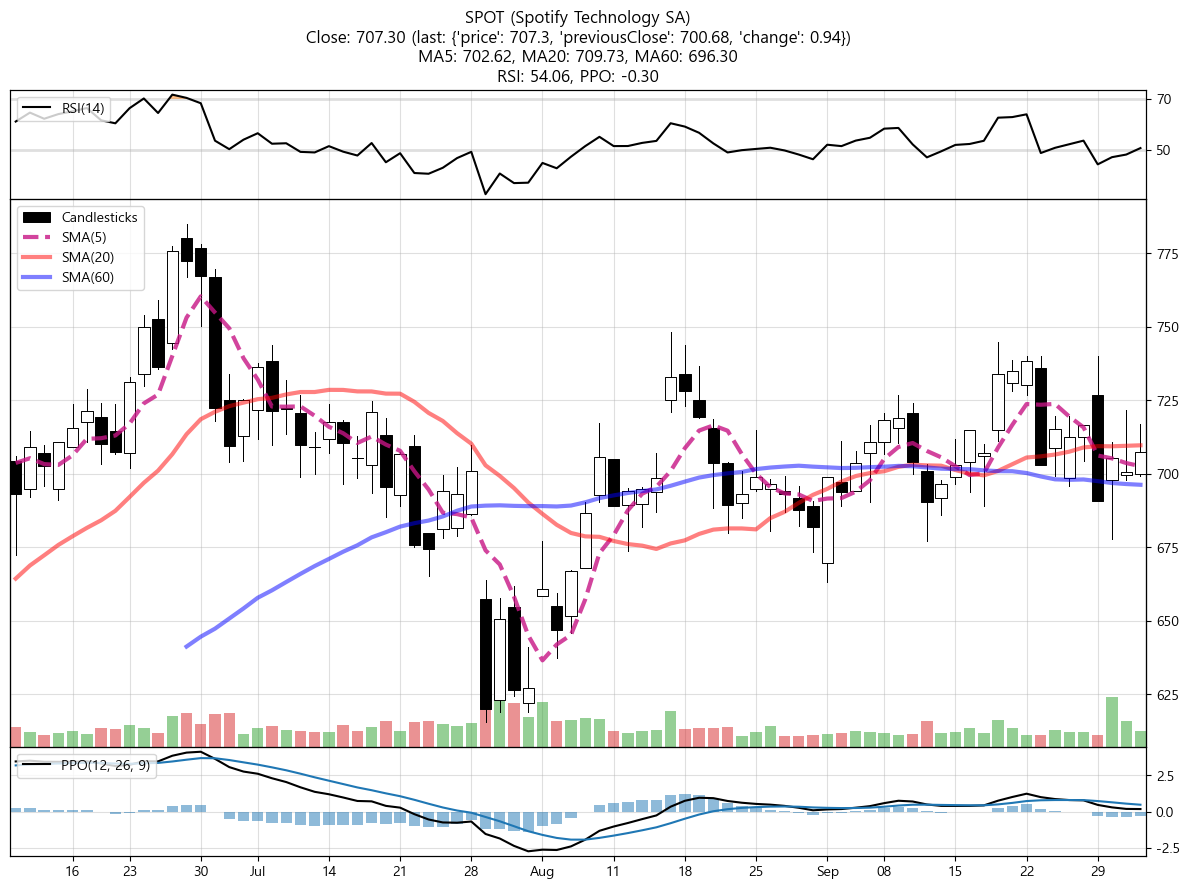 SPOT (Spotify Technology SA)
Close: 707.30 (last: {'price': 707.3, 'previousClose': 700.68, 'change': 0.94})
MA5: 702.62, MA20: 709.73, MA60: 696.30
RSI: 54.06, PPO: -0.30
RSI(14)
70
50
Candlesticks
SMA(5)
SMA(20)
SMA(60)
775
750
725
700
675
650
625
PPO(12, 26, 9)
2.5
0.0
-2.5
16 23 30 Jul 14 21 28 Aug 11 18 25 Sep 08 15 22 29